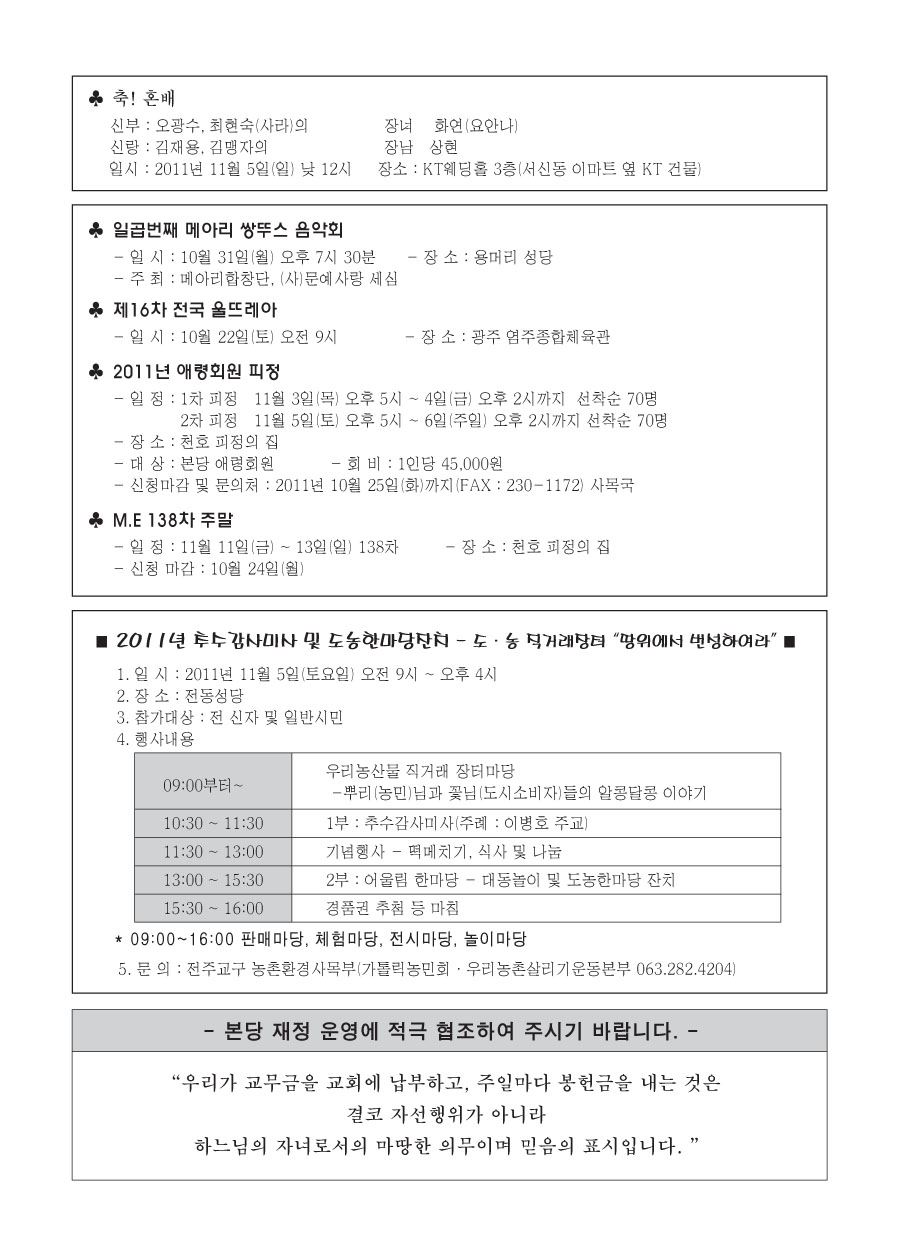 ♣ 축! 혼배
신부 : 오광수, 최현숙(사라)의 장녀 화연(요안나)
신랑 : 김재용, 김맹자의 장남 상현
일시 : 2011년 11월 5일(일) 낮 12시 장소 : KT웨딩홀 3층(서신동 이마트 옆 KT 건물)
♣ 일곱번째 메아리 쌍뚜스 음악회
- 일 시 : 10월 31일(월) 오후 7시 30분 - 장 소 : 용머리 성당
- 주 최 : 메아리합창단, (사)문예사랑 세심
♣ 제16차 전국 울뜨레아
- 일 시 : 10월 22일(토) 오전 9시 - 장 소 : 광주 염주종합체육관
♣ 2011년 애령회원 피정
- 일 정 : 1차 피정 11월 3일(목) 오후 5시 ~ 4일(금) 오후 2시까지 선착순 70명
2차 피정 11월 5일(토) 오후 5시 ~ 6일(주일) 오후 2시까지 선착순 70명
- 장 소 : 천호 피정의 집
- 대 상 : 본당 애령회원 - 회 비 : 1인당 45,000원
- 신청마감 및 문의처 : 2011년 10월 25일(화)까지(FAX : 230-1172) 사목국
♣ M.E 138차 주말
- 일 정 : 11월 11일(금) ~ 13일(일) 138차 - 장 소 : 천호 피정의 집
- 신청 마감 : 10월 24일(월)
■ 2011년 추수감사미사 및 도농한마당잔치 - 도 · 농 직거래장터 “땅위에서 번성하여라” ■
1. 일 시 : 2011년 11월 5일(토요일) 오전 9시 ~ 오후 4시
2. 장 소 : 전동성당
3. 참가대상 : 전 신자 및 일반시민
4. 행사내용
09:00부터~ 우리농산물 직거래 장터마당
-뿌리(농민)님과 꽃님(도시소비자)들의 알콩달콩 이야기
10:30 ~ 11:30 1부 : 추수감사미사(주례 : 이병호 주교)
11:30 ~ 13:00 기념행사 - 떡메치기, 식사 및 나눔
13:00 ~ 15:30 2부 : 어울림 한마당 - 대동놀이 및 도농한마당 잔치
15:30 ~ 16:00 경품권 추첨 등 마침
* 09:00~16:00 판매마당, 체험마당, 전시마당, 놀이마당
5. 문 의 : 전주교구 농촌환경사목부(가톨릭농민회 · 우리농촌살리기운동본부 063.282.4204)
- 본당 재정 운영에 적극 협조하여 주시기 바랍니다. -
“우리가 교무금을 교회에 납부하고, 주일마다 봉헌금을 내는 것은
결코 자선행위가 아니라
하느님의 자녀로서의 마땅한 의무이며 믿음의 표시입니다. ”